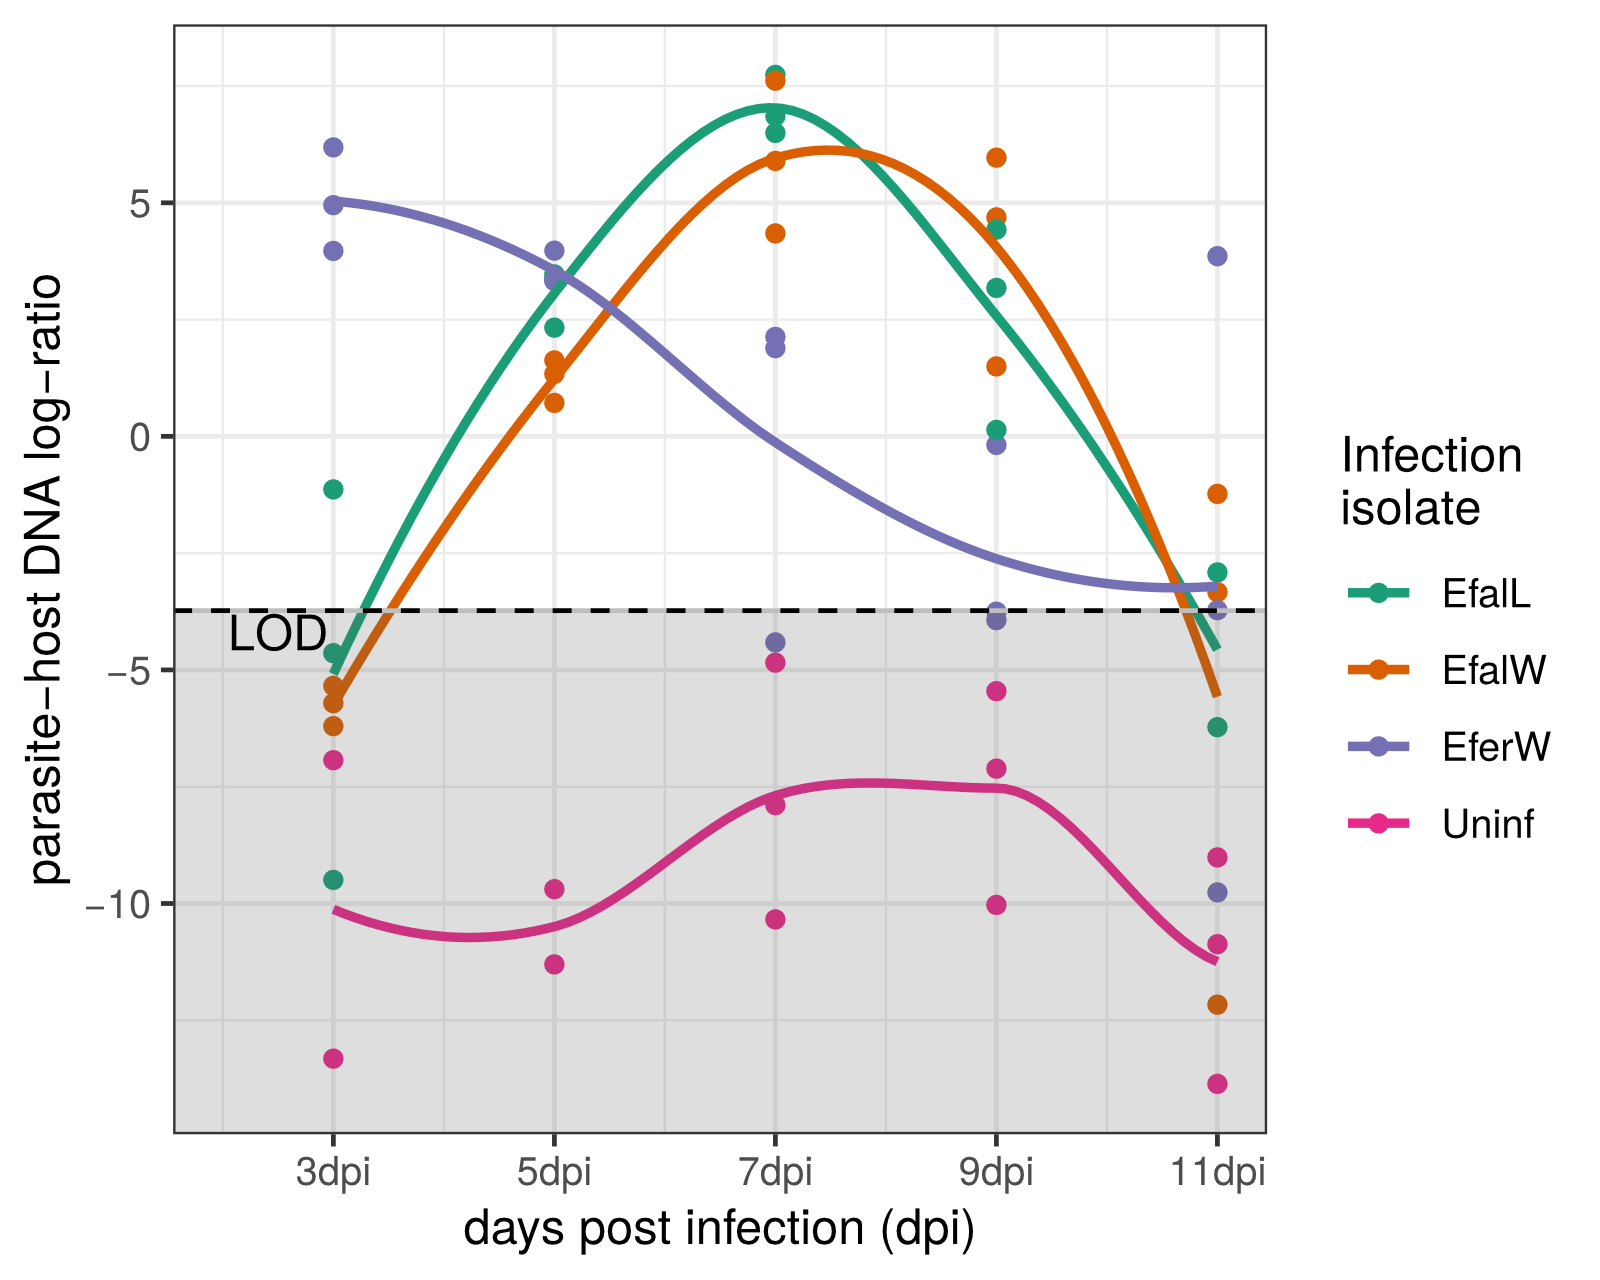 parasite−host DNA log−ratio
5
0
−5
−10
LOD
3dpi 5dpi 7dpi 9dpi 11dpi
days post infection (dpi)
Infection
isolate
EfalL
EfalW
EferW
Uninf